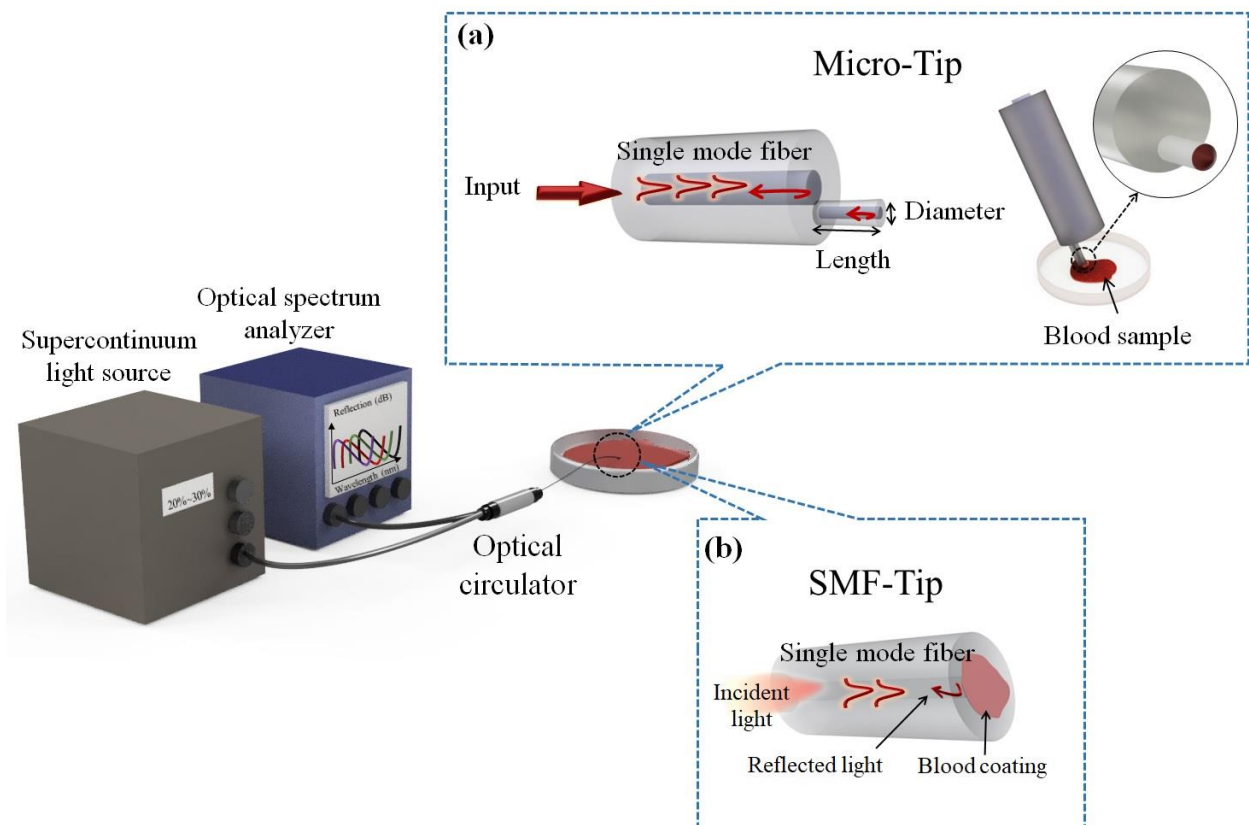 (a)
Micro-Tip
Single mode fiber
Input
Diameter
Length
Blood sample
Optical spectrum
analyzer
Supercontinuum
light source
Reflection (dB)
Wavelength (nm)
20%~30%
Optical
circulator
(b)
SMF-Tip
Single mode fiber
Incident
light
Reflected light
Blood coating